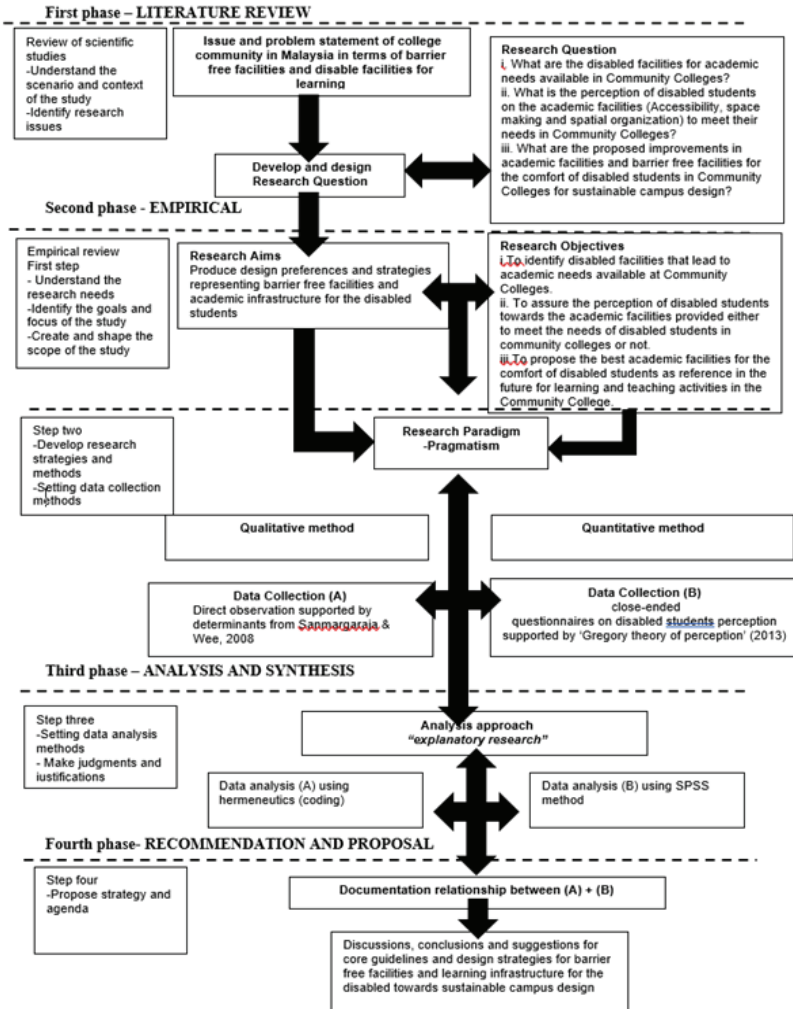 First phase – LITERATURE REVIEW
Review of scientific
studies
-Understand the
scenario and context
of the study
-Identify research
issues
Issue and problem statement of college
community in Malaysia in terms of barrier
free facilities and disable facilities for
learning
Research Question
i. What are the disabled facilities for academic
needs available in Community Colleges?
ii. What is the perception of disabled students
on the academic facilities (Accessibility, space
making and spatial organization) to meet their
needs in Community Colleges?
iii. What are the proposed improvements in
academic facilities and barrier free facilities for
the comfort of disabled students in Community
Colleges for sustainable campus design?
Develop and design
Research Question
Second phase - EMPIRICAL
Empirical review
First step
- Understand the
research needs
-Identify the goals and
focus of the study
-Create and shape the
scope of the study
Research Aims
Produce design preferences and strategies
representing barrier free facilities and
academic infrastructure for the disabled
students
Research Objectives
i.To identify disabled facilities that lead to
academic needs available at Community
Colleges.
ii. To assure the perception of disabled students
towards the academic facilities provided either
to meet the needs of disabled students in
community colleges or not.
iii.To propose the best academic facilities for the
comfort of disabled students as reference in the
future for learning and teaching activities in the
Community College.
Step two
-Develop research
strategies and
methods
-Setting data collection
methods
Research Paradigm
-Pragmatism
Qualitative method
Quantitative method
Data Collection (A)
Direct observation supported by
determinants from Sanmargaraja &
Wee, 2008
Data Collection (B)
close-ended
questionnaires on disabled students perception
supported by 'Gregory theory of perception' (2013)
Third phase – ANALYSIS AND SYNTHESIS
Step three
-Setting data analysis
methods
- Make judgments and
justifications
Analysis approach
"explanatory research"
Data analysis (A) using
hermeneutics (coding)
Data analysis (B) using SPSS
method
Fourth phase- RECOMMENDATION AND PROPOSAL
Step four
-Propose strategy and
agenda
Documentation relationship between (A) + (B)
Discussions, conclusions and suggestions for
core guidelines and design strategies for barrier
free facilities and learning infrastructure for the
disabled towards sustainable campus design